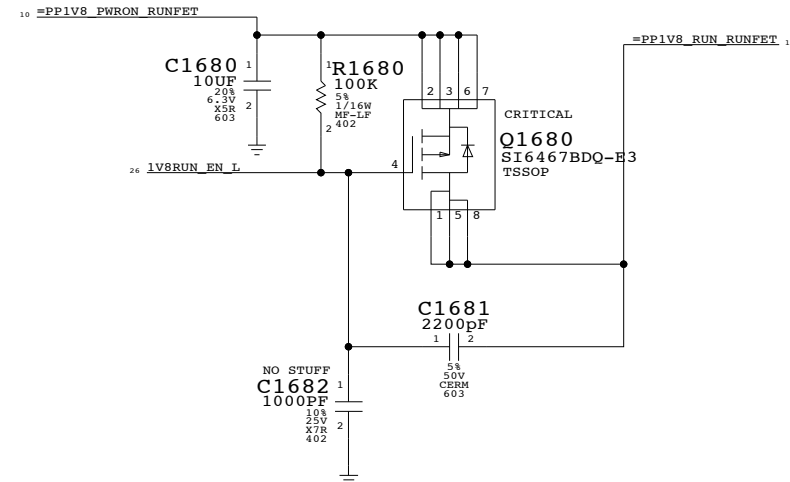 10 =PP1V8_PWRON_RUNFET
=PP1V8_RUN_RUNFET 1
C1680
10UF
20%
6.3V
X5R
603
1
2
R1680
100K
5%
1/16W
MF-LF
402
1
2
2 3 6 7
CRITICAL
Q1680
SI6467BDQ-E3
TSSOP
4
1 5 8
26 1V8RUN_EN_L
C1681
2200pF
1 2
5%
50V
CERM
603
NO STUFF
C1682
1000PF
10%
25V
X7R
402
1
2